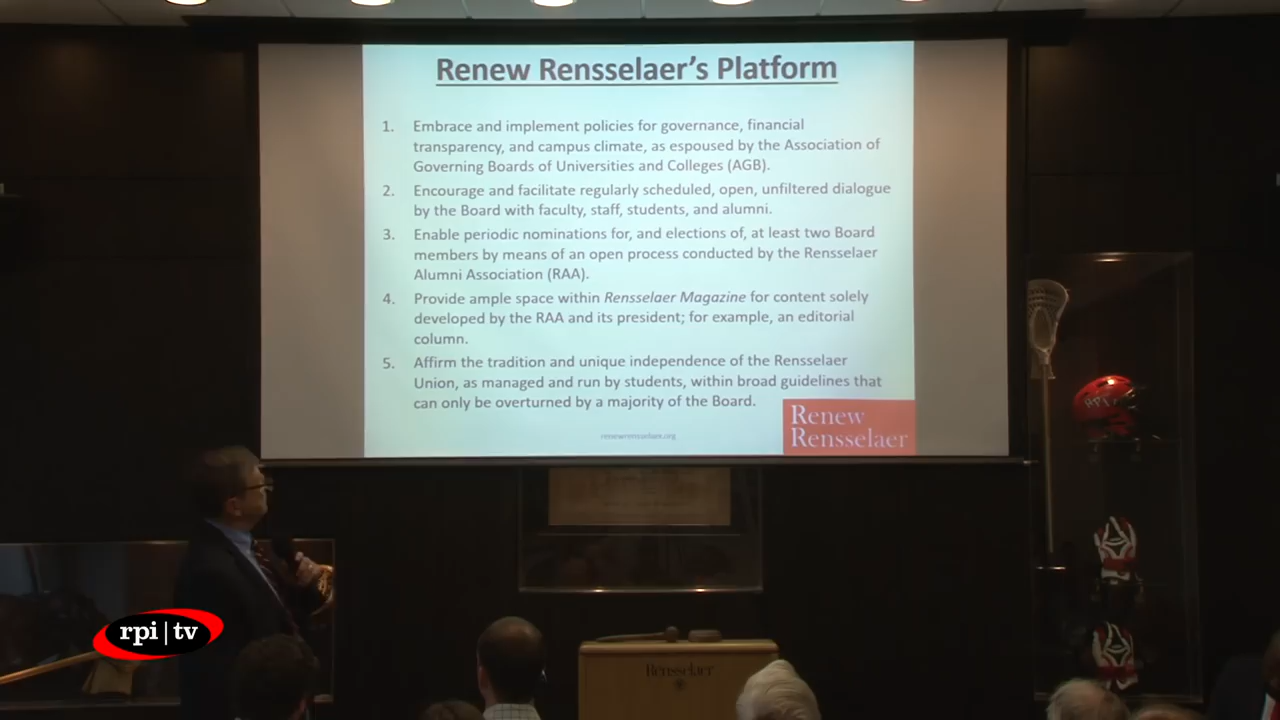 Renew Rensselaer's Platform
1. Embrace and implement policies for governance, financial
transparency, and campus climate, as espoused by the Association of
Governing Boards of Universities and Colleges (AGB).
2. Encourage and facilitate regularly scheduled, open, unfiltered dialogue
by the Board with faculty, staff, students, and alumni.
3. Enable periodic nominations for, and elections of, at least two Board
members by means of an open process conducted by the Rensselaer
Alumni Association (RAA).
4. Provide ample space within Rensselaer Magazine for content solely
developed by the RAA and its president; for example, an editorial
column.
5. Affirm the tradition and unique independence of the Rensselaer
Union, as managed and run by students, within broad guidelines that
can only be overturned by a majority of the Board.
renewrensselaer.org
Renew
Rensselaer
RPI
rpi|tv
Rensselaer